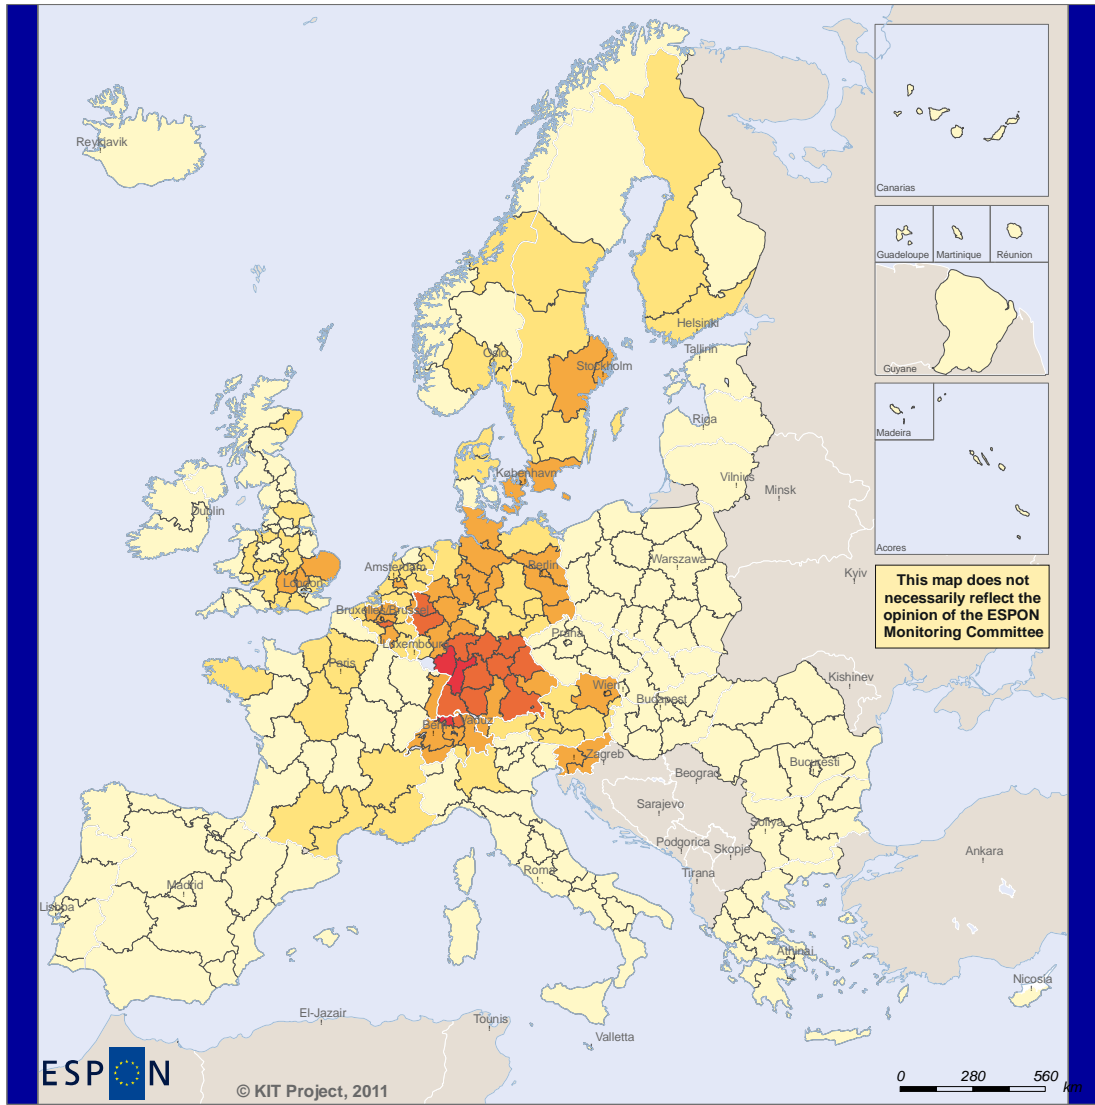 Reykjavik
Canarias
Guadeloupe
Martinique
Réunion
Guyane
Madeira
Acores
Helsinki
Tallinn
Oslo
Stockholm
Riga
København
Vilnius
Minsk
Dublin
Amsterdam
Berlin
Warszawa
London
Kyiv
This map does not
necessarily reflect the
opinion of the ESPON
Monitoring Committee
Bruxelles/Brussel
Luxembourg
Praha
Paris
Kishinev
Wien
Budapest
Bern
Vaduz
Zagreb
Bucuresti
Beograd
Sarajevo
Sofiya
Podgorica
Skopje
Ankara
Roma
Tirana
Madrid
Lisboa
Athinai
Nicosia
El-Jazair
Tounis
Valletta
ESPON
© KIT Project, 2011
0 280 560
km